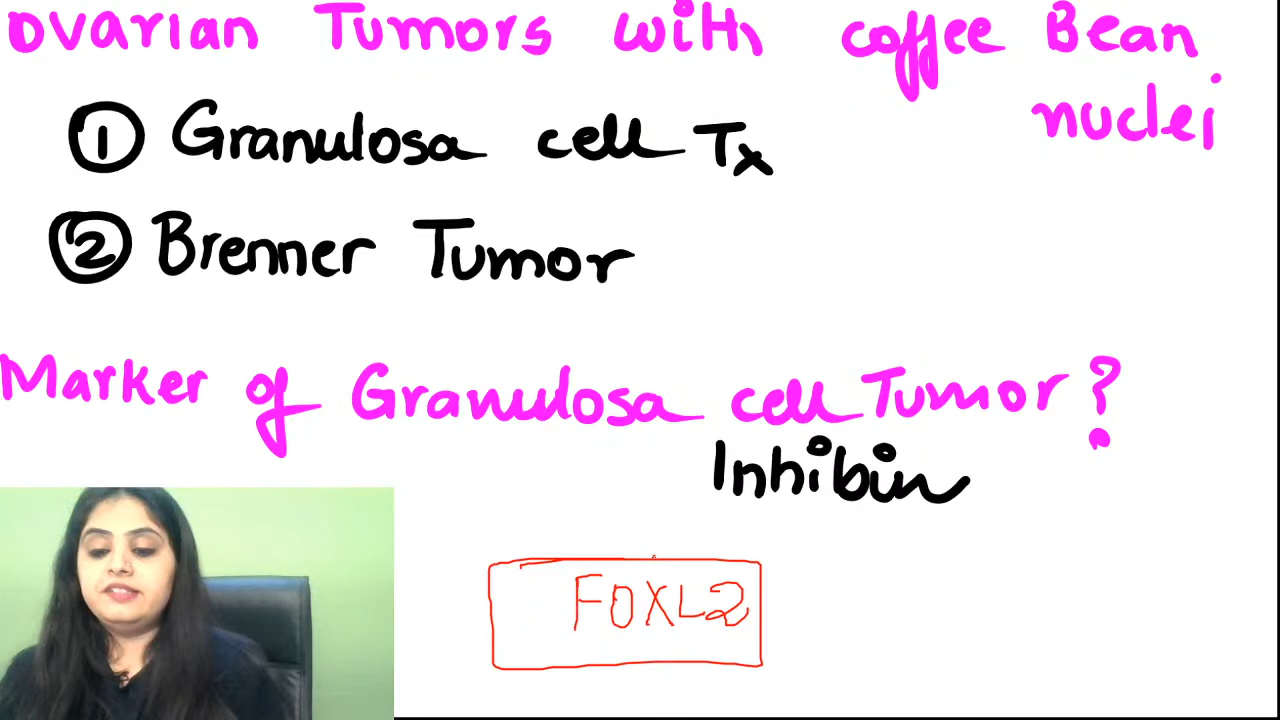 Ovarian Tumors with coffee Bean
nuclei
① Granulosa cell Tx
② Brenner Tumor
Marker of Granulosa cell Tumor?
Inhibin
FOXL2